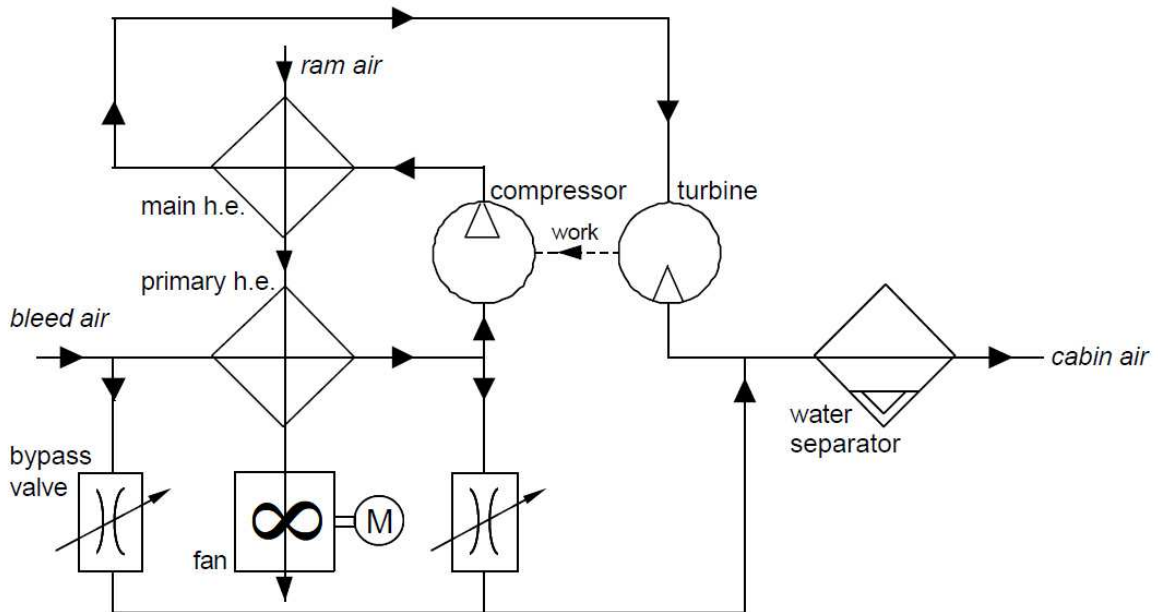 ram air
compressor
turbine
main h.e.
work
primary h.e.
bleed air
cabin air
water
separator
bypass
valve
M
fan